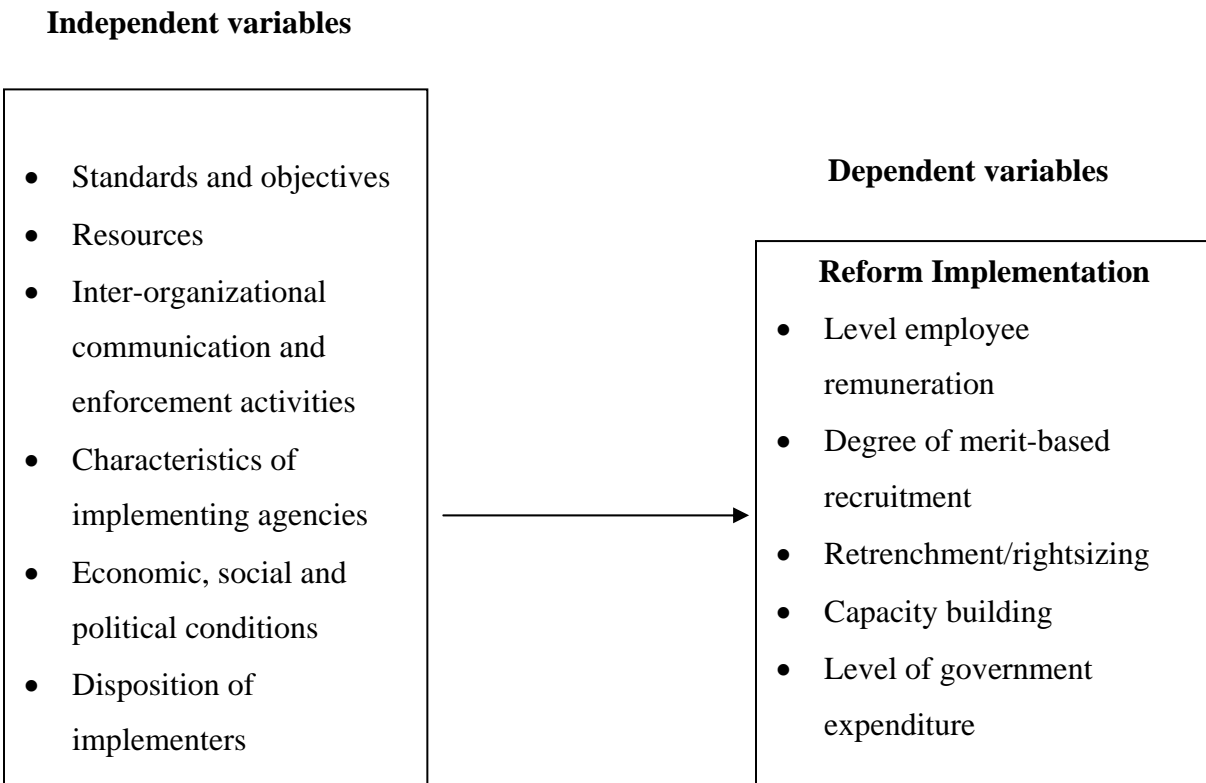 Independent variables
• Standards and objectives
• Resources
• Inter-organizational
communication and
enforcement activities
• Characteristics of
implementing agencies
• Economic, social and
political conditions
• Disposition of
implementers
Dependent variables
Reform Implementation
• Level employee
remuneration
• Degree of merit-based
recruitment
• Retrenchment/rightsizing
• Capacity building
• Level of government
expenditure